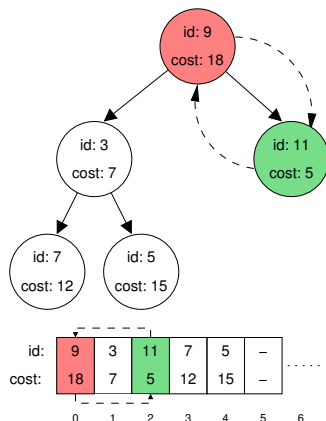 id: 9
cost: 18
id: 3
cost: 7
id: 11
cost: 5
id: 7
cost: 12
id: 5
cost: 15
id: 9 3 11 7 5 –
cost: 18 7 5 12 15 – ......
0 1 2 3 4 5 6